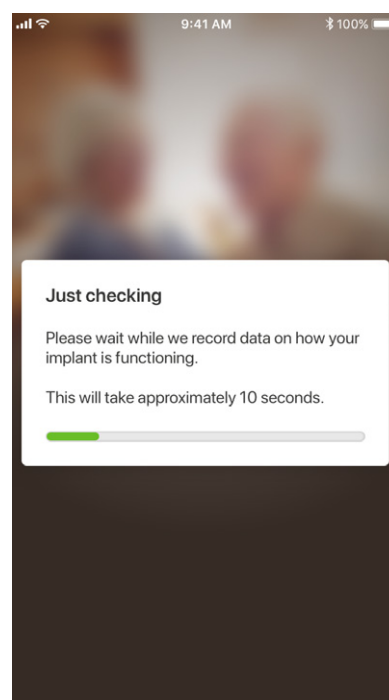 9:41 AM
100%
Just checking
Please wait while we record data on how your
implant is functioning.
This will take approximately 10 seconds.